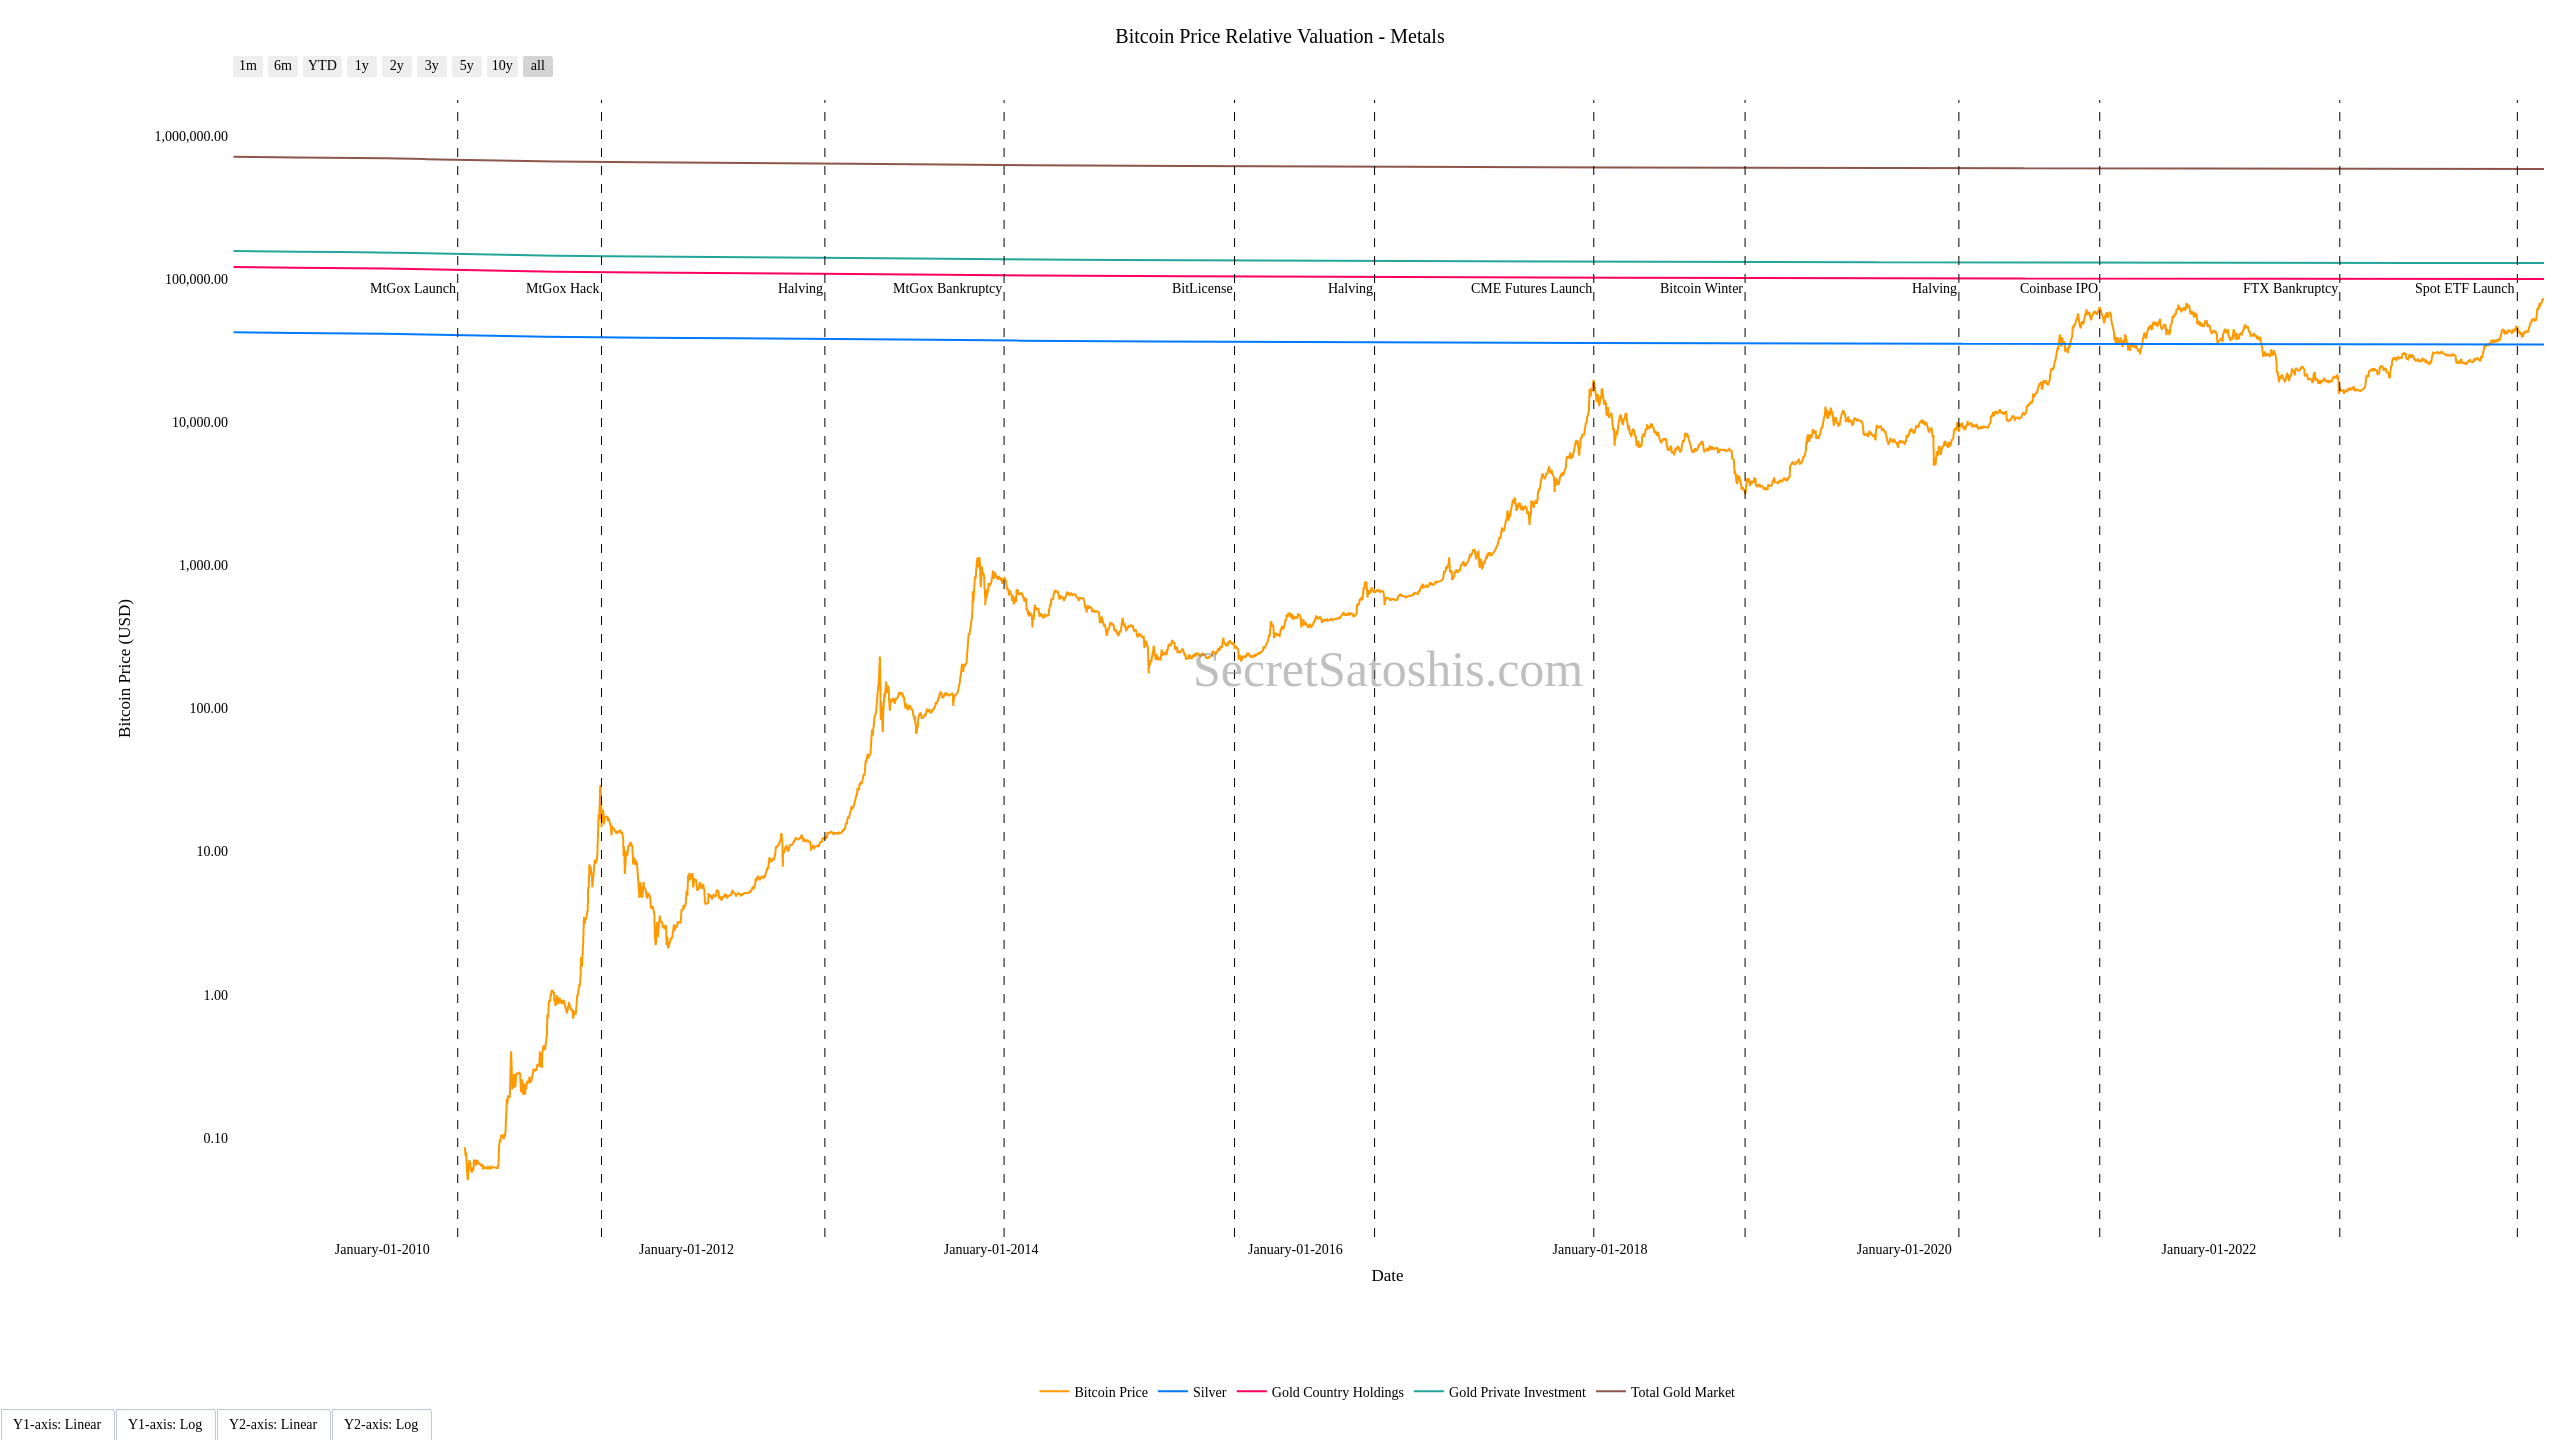 Bitcoin Price Relative Valuation - Metals
1m 6m YTD 1y 2y 3y 5y 10y all
1,000,000.00
100,000.00
MtGox Launch MtGox Hack Halving MtGox Bankruptcy BitLicense Halving CME Futures Launch Bitcoin Winter Halving Coinbase IPO FTX Bankruptcy Spot ETF Launch
10,000.00
1,000.00
Bitcoin Price (USD)
SecretSatoshis.com
100.00
10.00
1.00
0.10
January-01-2010 January-01-2012 January-01-2014 January-01-2016 January-01-2018 January-01-2020 January-01-2022
Date
Bitcoin Price Silver Gold Country Holdings Gold Private Investment Total Gold Market
Y1-axis: Linear Y1-axis: Log Y2-axis: Linear Y2-axis: Log